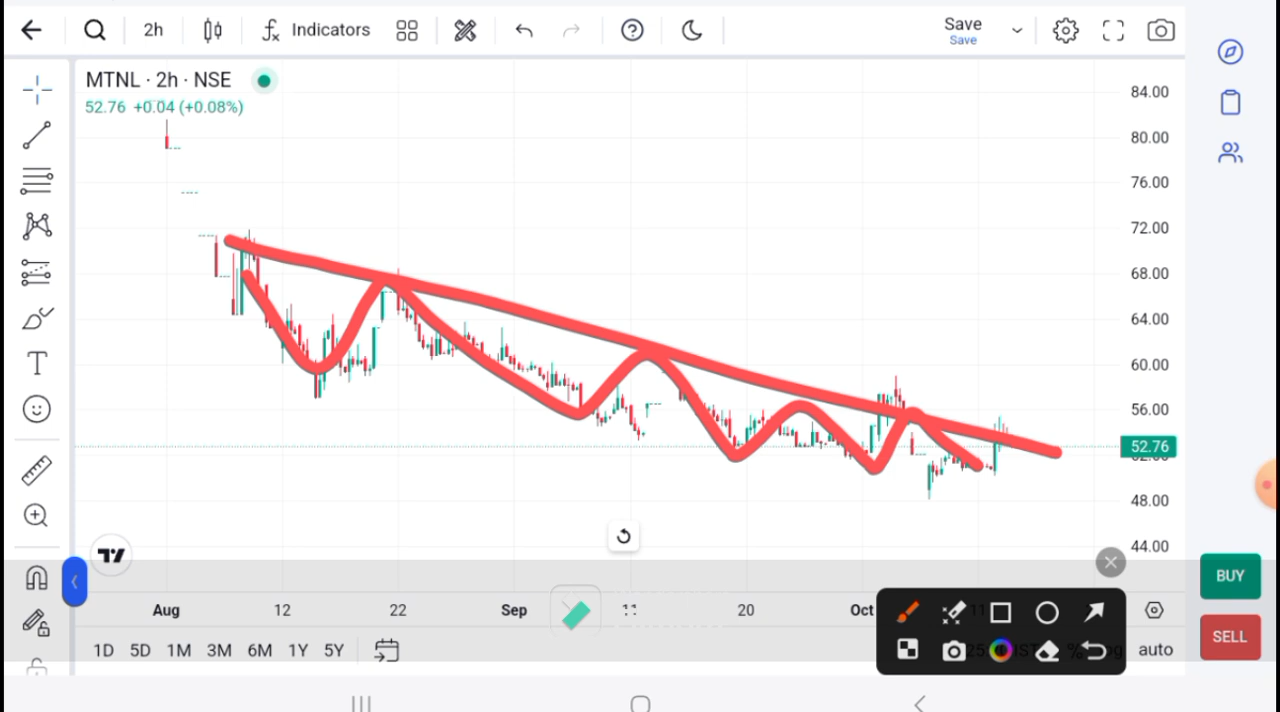 2h
Indicators
Save
Save
MTNL · 2h · NSE
52.76 +0.04 (+0.08%)
84.00
80.00
76.00
72.00
68.00
64.00
60.00
56.00
52.76
48.00
44.00
BUY
SELL
Aug 12 22 Sep 11 20 Oct
1D 5D 1M 3M 6M 1Y 5Y auto